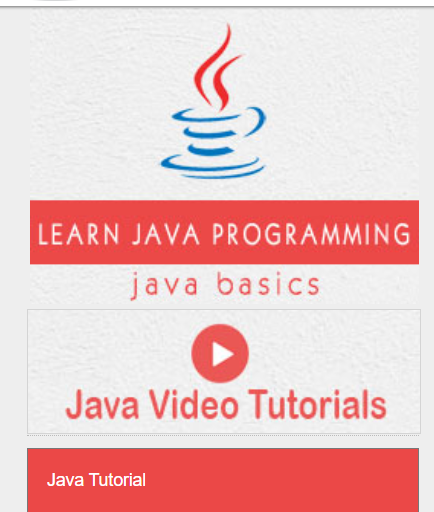 LEARN JAVA PROGRAMMING
java basics
Java Video Tutorials
Java Tutorial